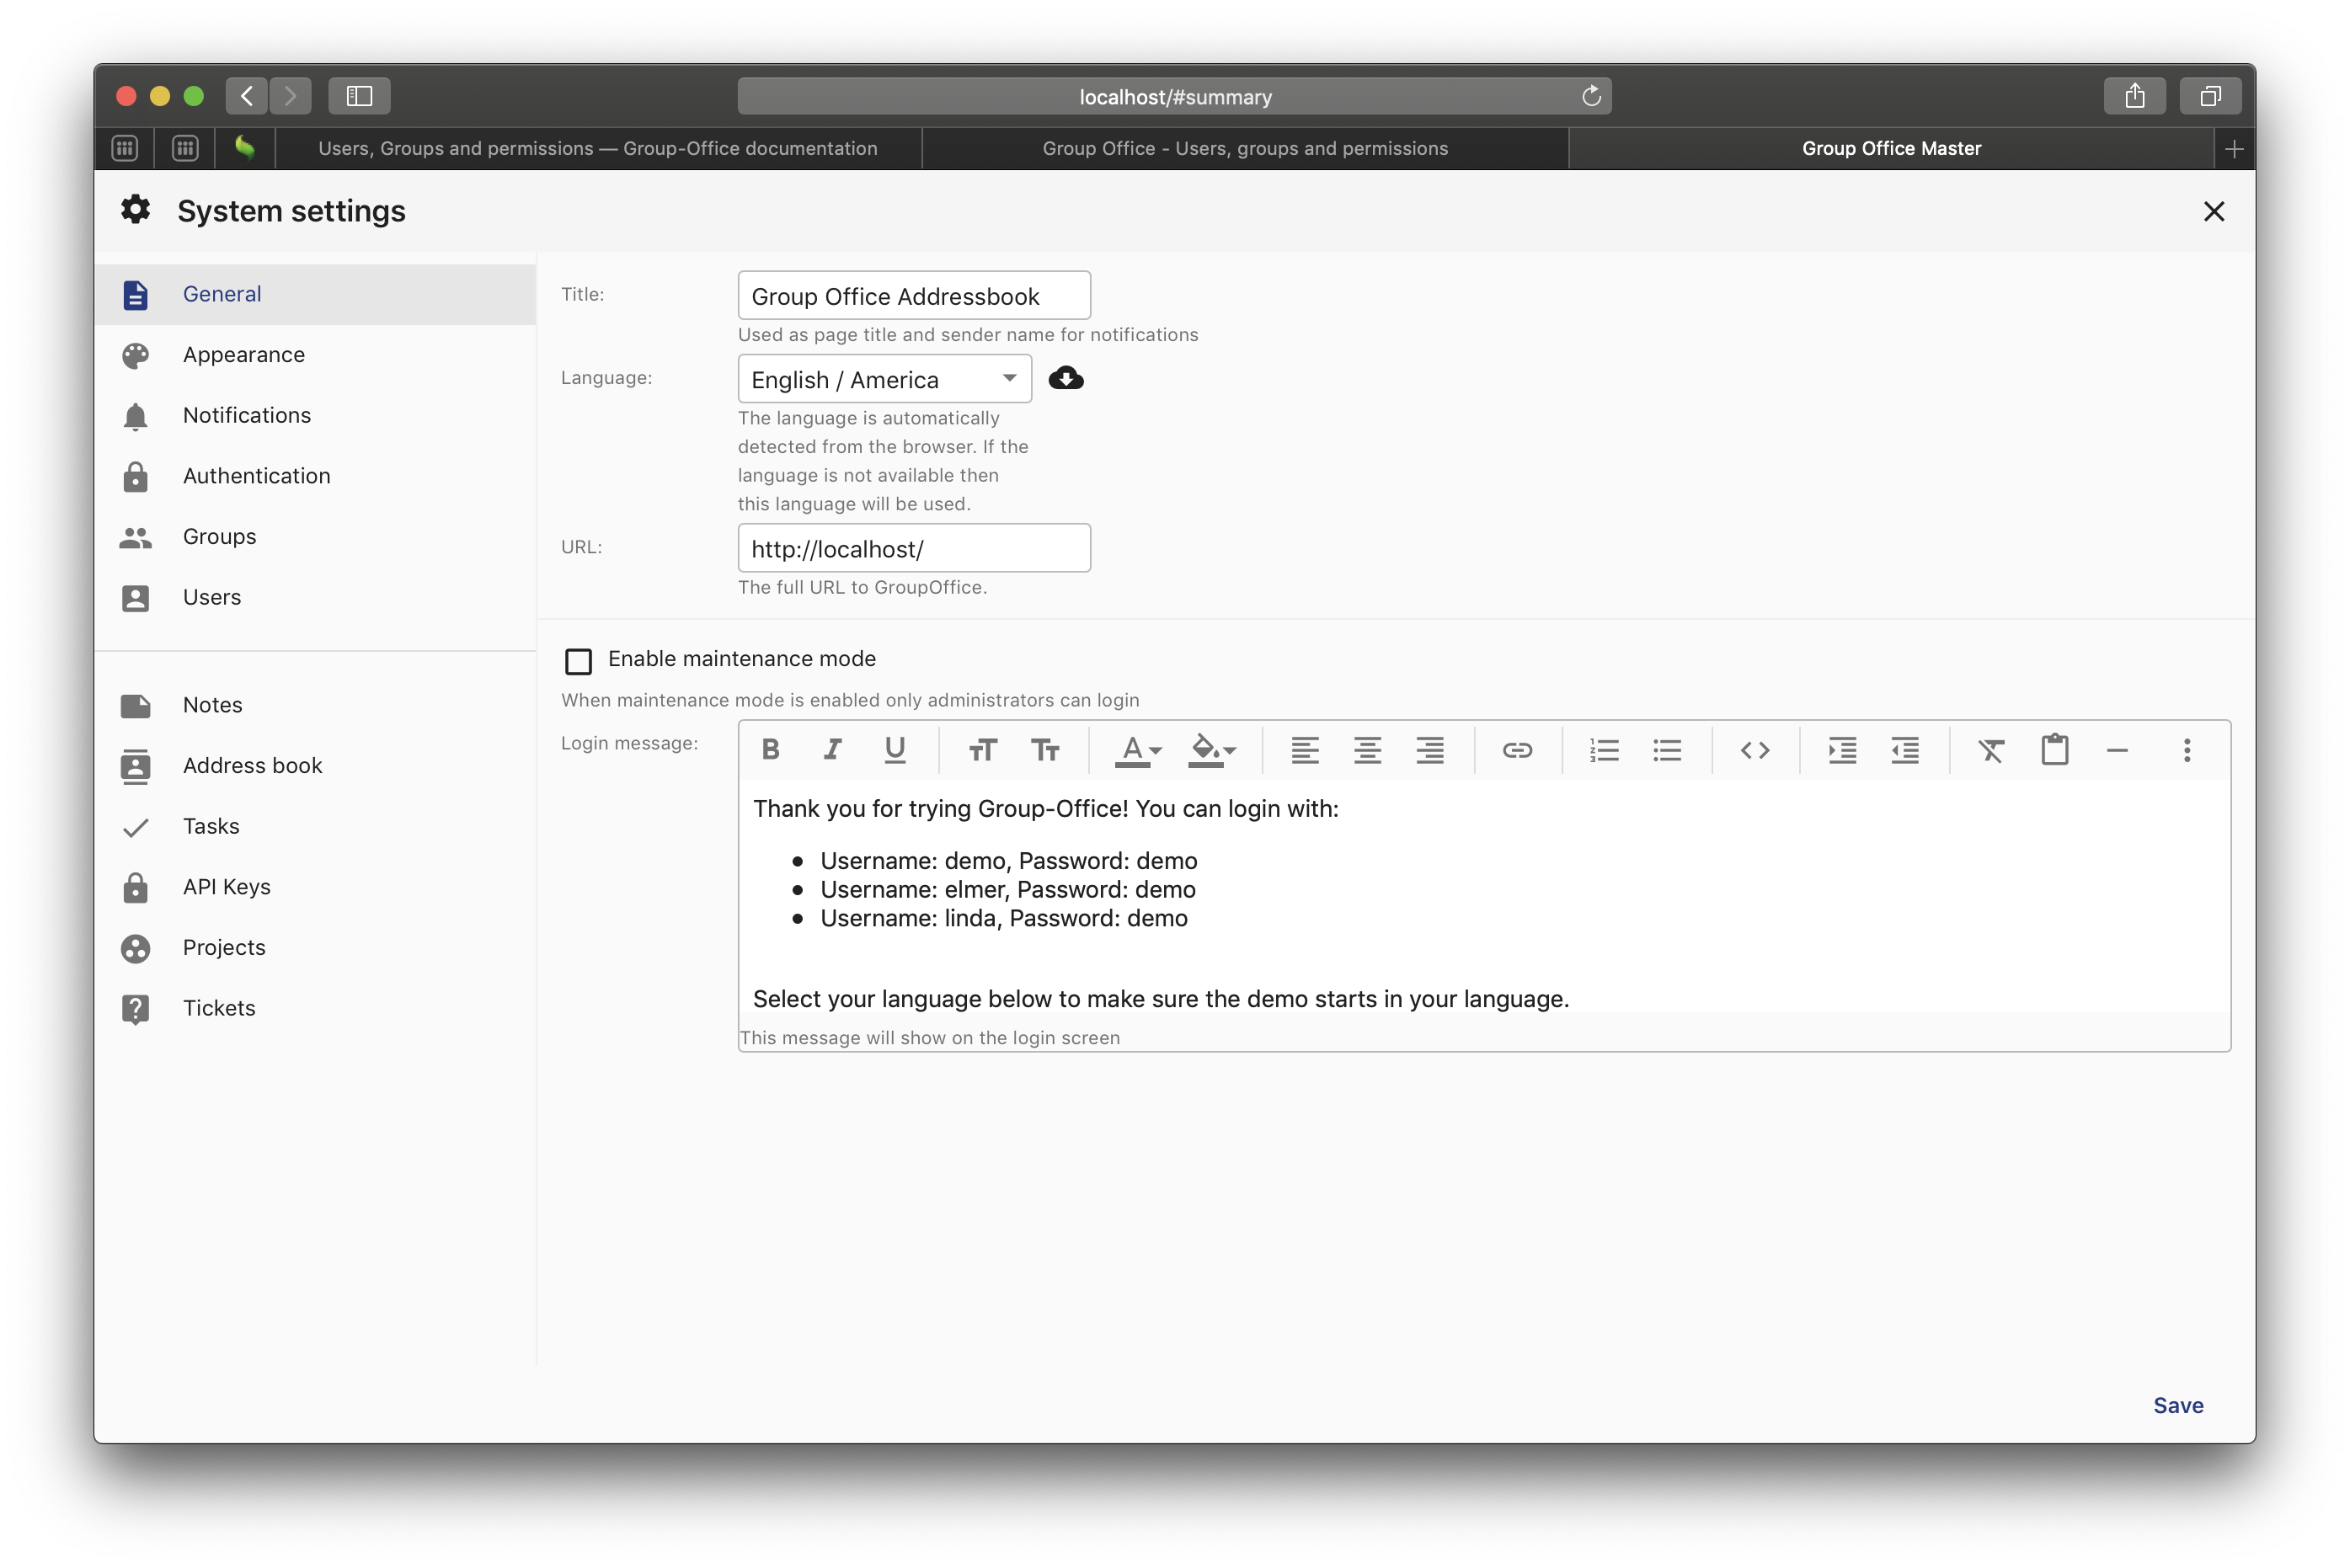 localhost/#summary
Users, Groups and permissions — Group-Office documentation
Group Office - Users, groups and permissions
Group Office Master
System settings
General
Appearance
Notifications
Authentication
Groups
Users
Notes
Address book
Tasks
API Keys
Projects
Tickets
Title:
Group Office Addressbook
Used as page title and sender name for notifications
Language:
English / America
The language is automatically
detected from the browser. If the
language is not available then
this language will be used.
URL:
http://localhost/
The full URL to GroupOffice.
Enable maintenance mode
When maintenance mode is enabled only administrators can login
Login message:
Thank you for trying Group-Office! You can login with:
• Username: demo, Password: demo
• Username: elmer, Password: demo
• Username: linda, Password: demo
Select your language below to make sure the demo starts in your language.
This message will show on the login screen
Save